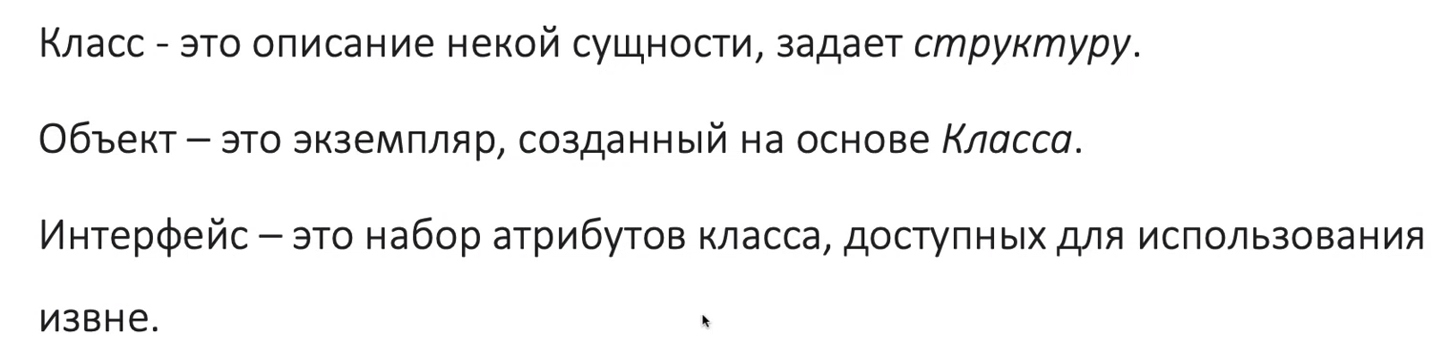 Класс - это описание некой сущности, задает структуру.
Объект – это экземпляр, созданный на основе Класса.
Интерфейс – это набор атрибутов класса, доступных для использования
извне.